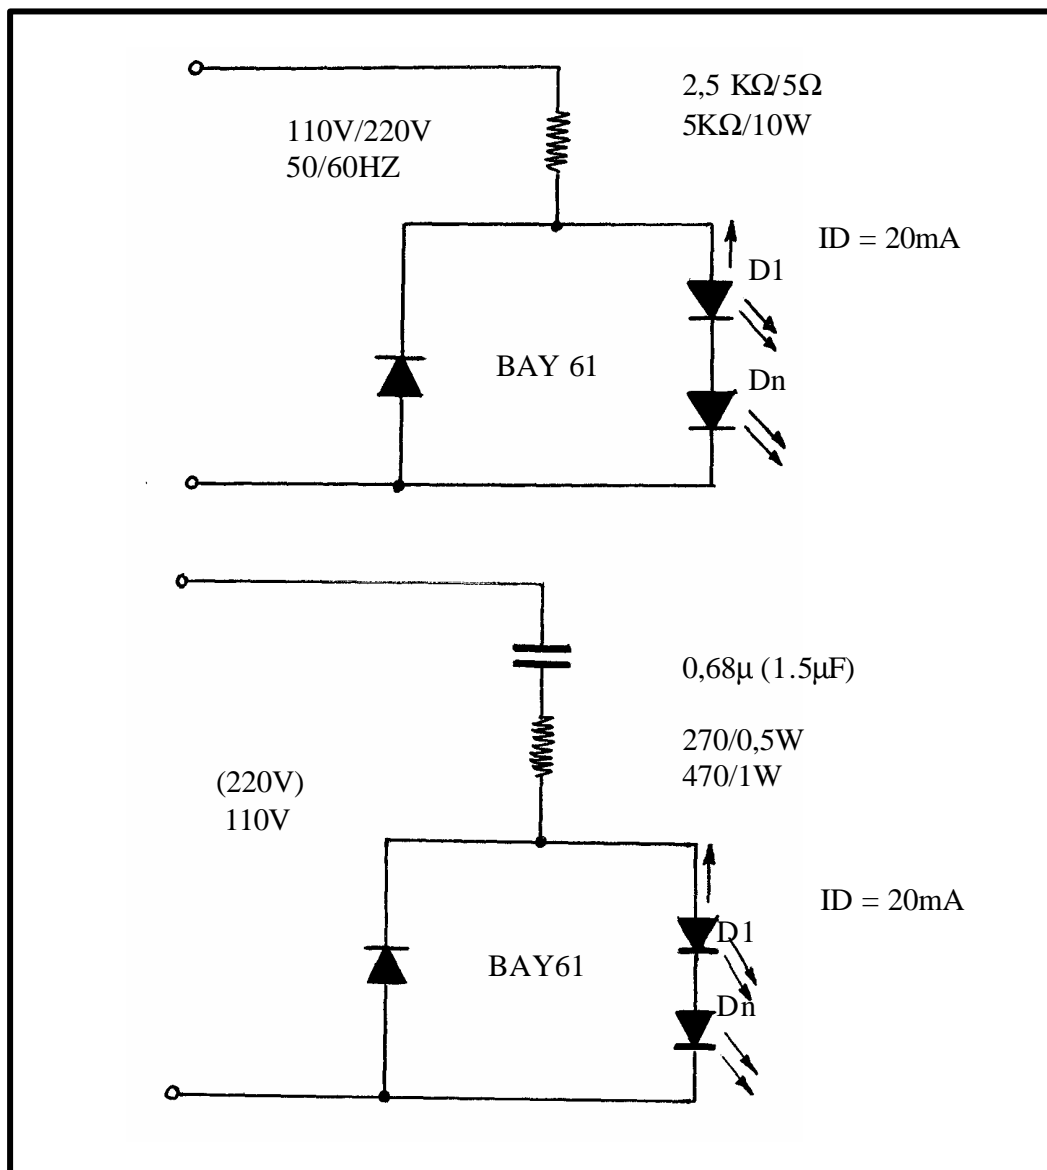 2,5 KΩ/5Ω
5KΩ/10W
110V/220V
50/60HZ
ID = 20mA
D1
BAY 61
Dn
0,68µ (1.5µF)
270/0,5W
470/1W
(220V)
110V
ID = 20mA
D1
BAY61
Dn